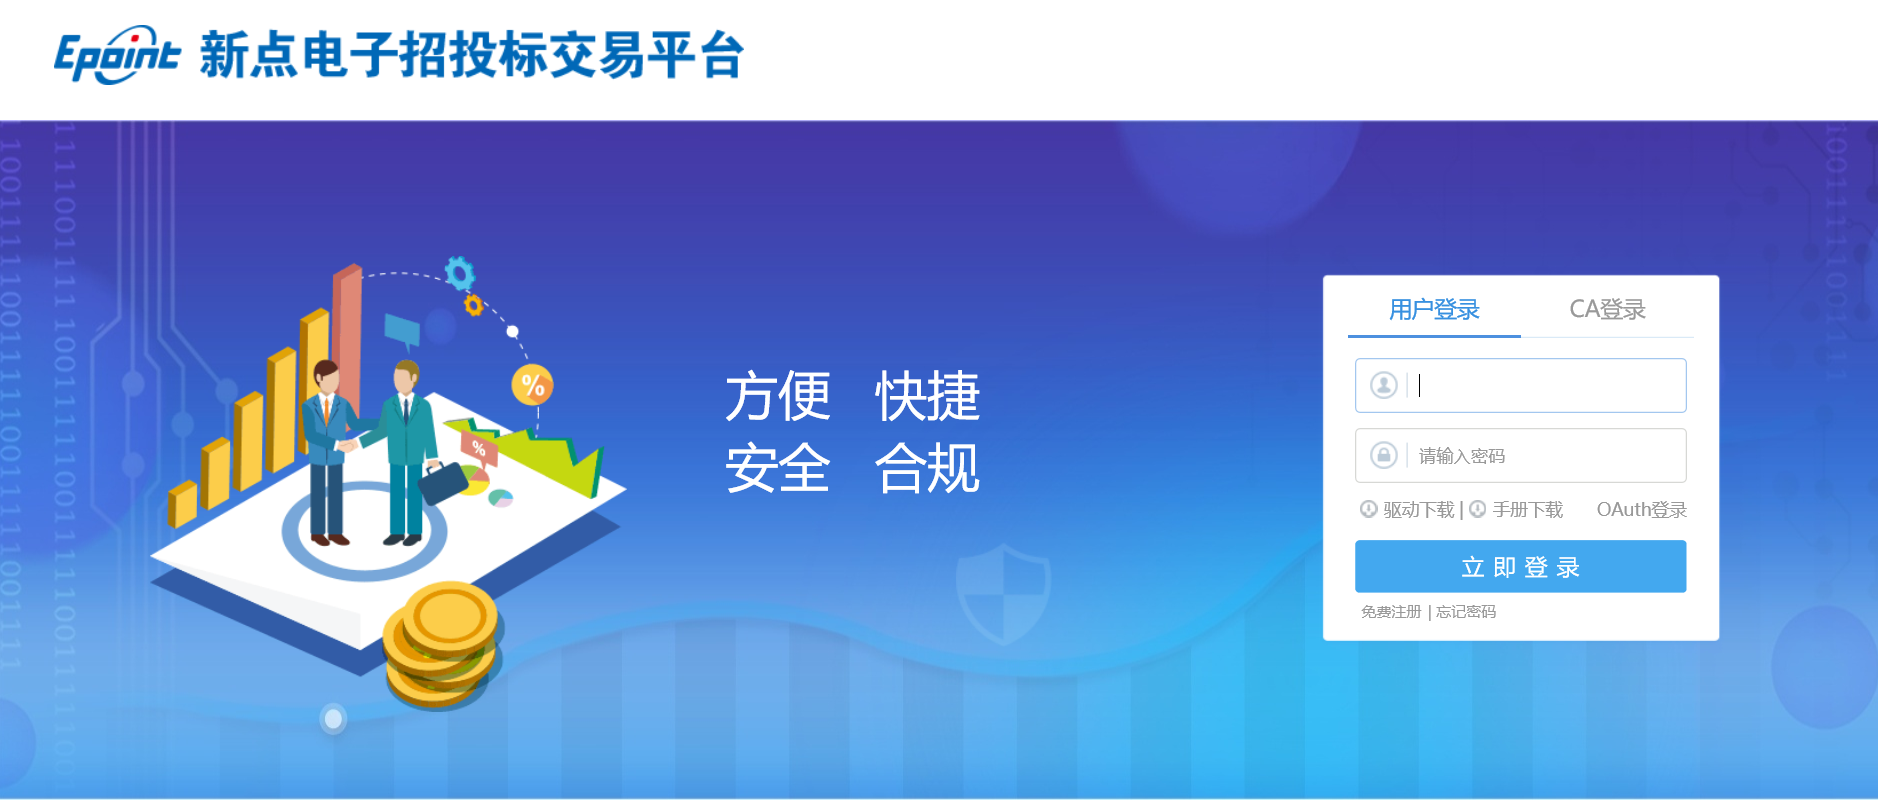 Epoint 新点电子招投标交易平台
方便 快捷
安全 合规
用户登录 CA登录
请输入密码
驱动下载 | 手册下载 OAuth登录
立即登录
免费注册 | 忘记密码
%
%